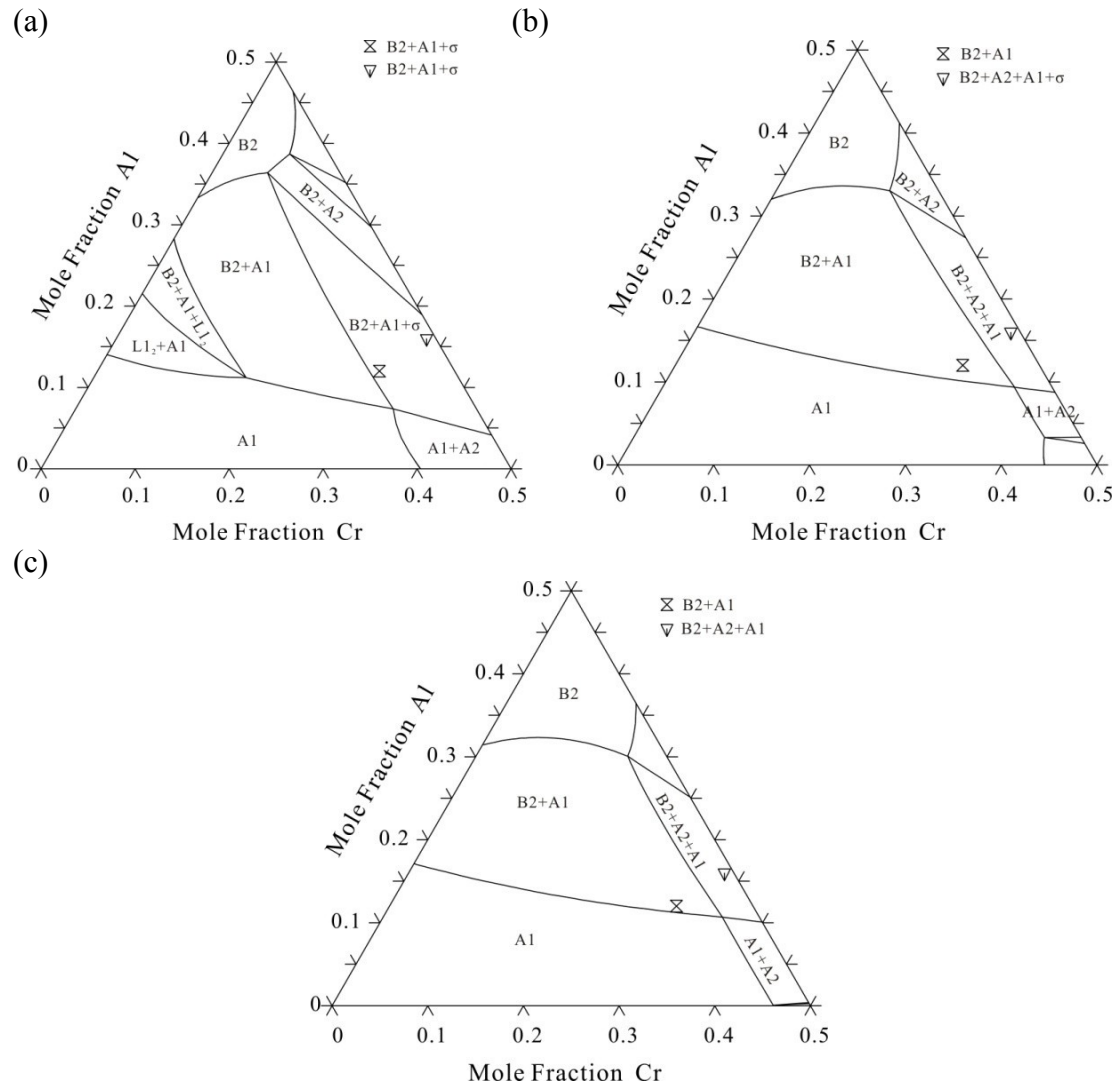 (a)
B2+A1+σ
B2+A1+σ
0.5
0.4
0.3
0.2
0.1
0
Mole Fraction Al
B2
B2+A2
B2+A1
B2+A1+L1₂
L1₂+A1
B2+A1+σ
A1
A1+A2
0
0.1
0.2
0.3
0.4
0.5
Mole Fraction Cr
(b)
B2+A1
B2+A2+A1+σ
0.5
0.4
0.3
0.2
0.1
0
Mole Fraction Al
B2
B2+A2
B2+A1
B2+A2+A1
A1
A1+A2
0
0.1
0.2
0.3
0.4
0.5
Mole Fraction Cr
(c)
B2+A1
B2+A2+A1
0.5
0.4
0.3
0.2
0.1
0
Mole Fraction Al
B2
B2+A1
B2+A2+A1
A1
A1+A2
0
0.1
0.2
0.3
0.4
0.5
Mole Fraction Cr